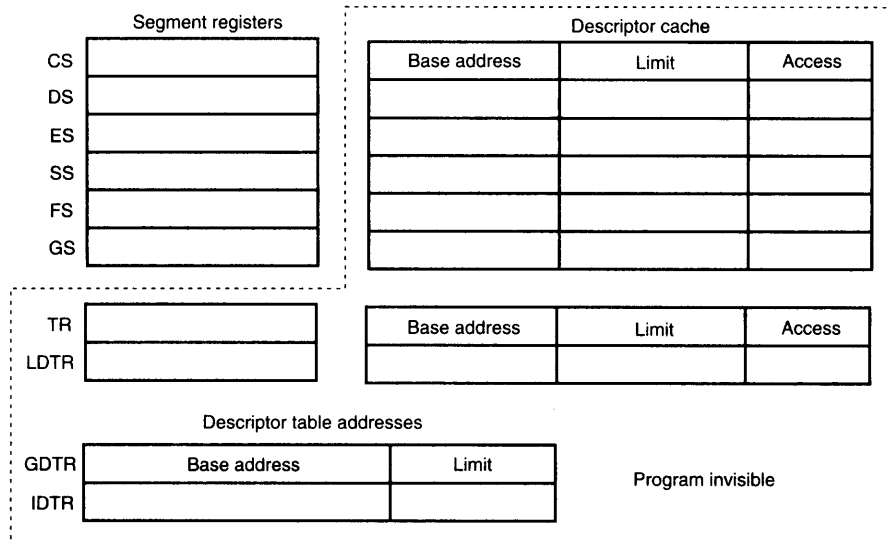 Segment registers
Descriptor cache
CS
Base address Limit Access
DS
ES
SS
FS
GS
TR
Base address Limit Access
LDTR
Descriptor table addresses
GDTR Base address Limit
IDTR
Program invisible